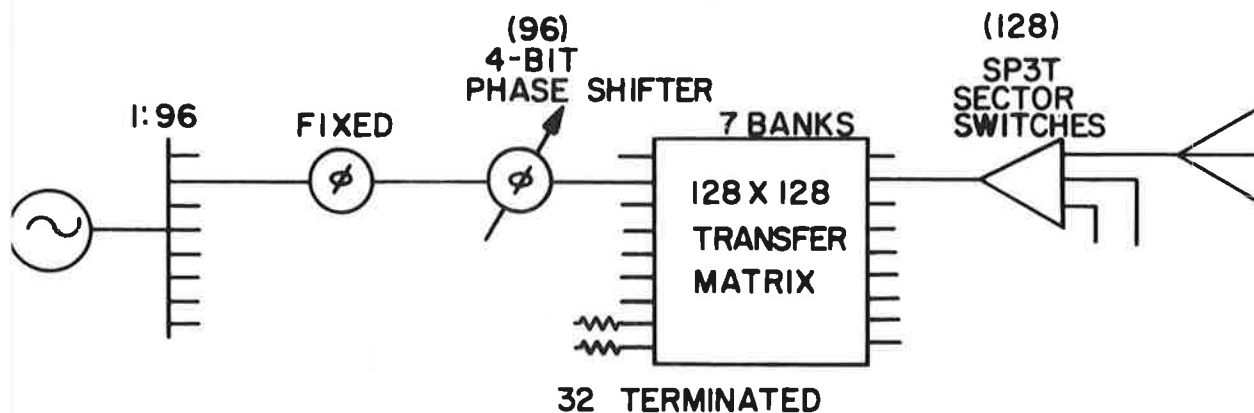 (96)
4-BIT
PHASE SHIFTER
(128)
SP3T
SECTOR
SWITCHES
1:96
FIXED
7 BANKS
ϕ
ϕ
128 X 128
TRANSFER
MATRIX
32 TERMINATED